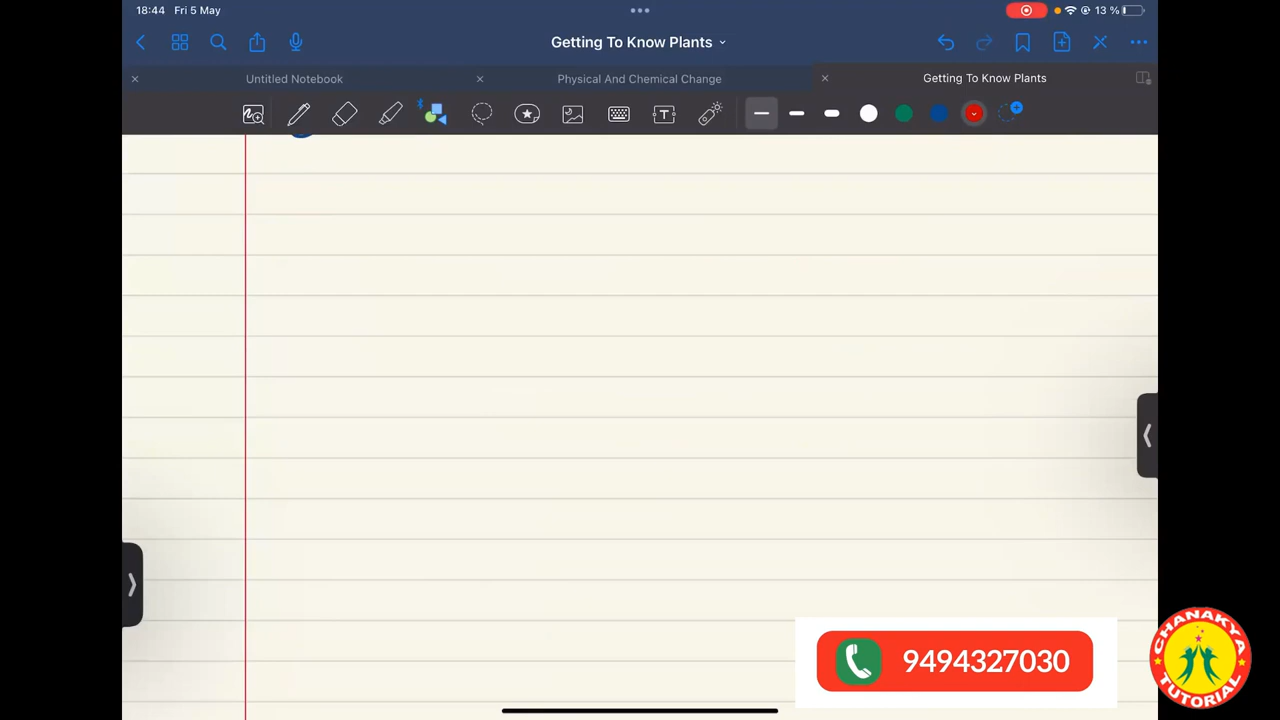 18:44 Fri 5 May
13 %
Getting To Know Plants
Untitled Notebook
Physical And Chemical Change
Getting To Know Plants
T
9494327030
CHANAKYA
TUTORIAL